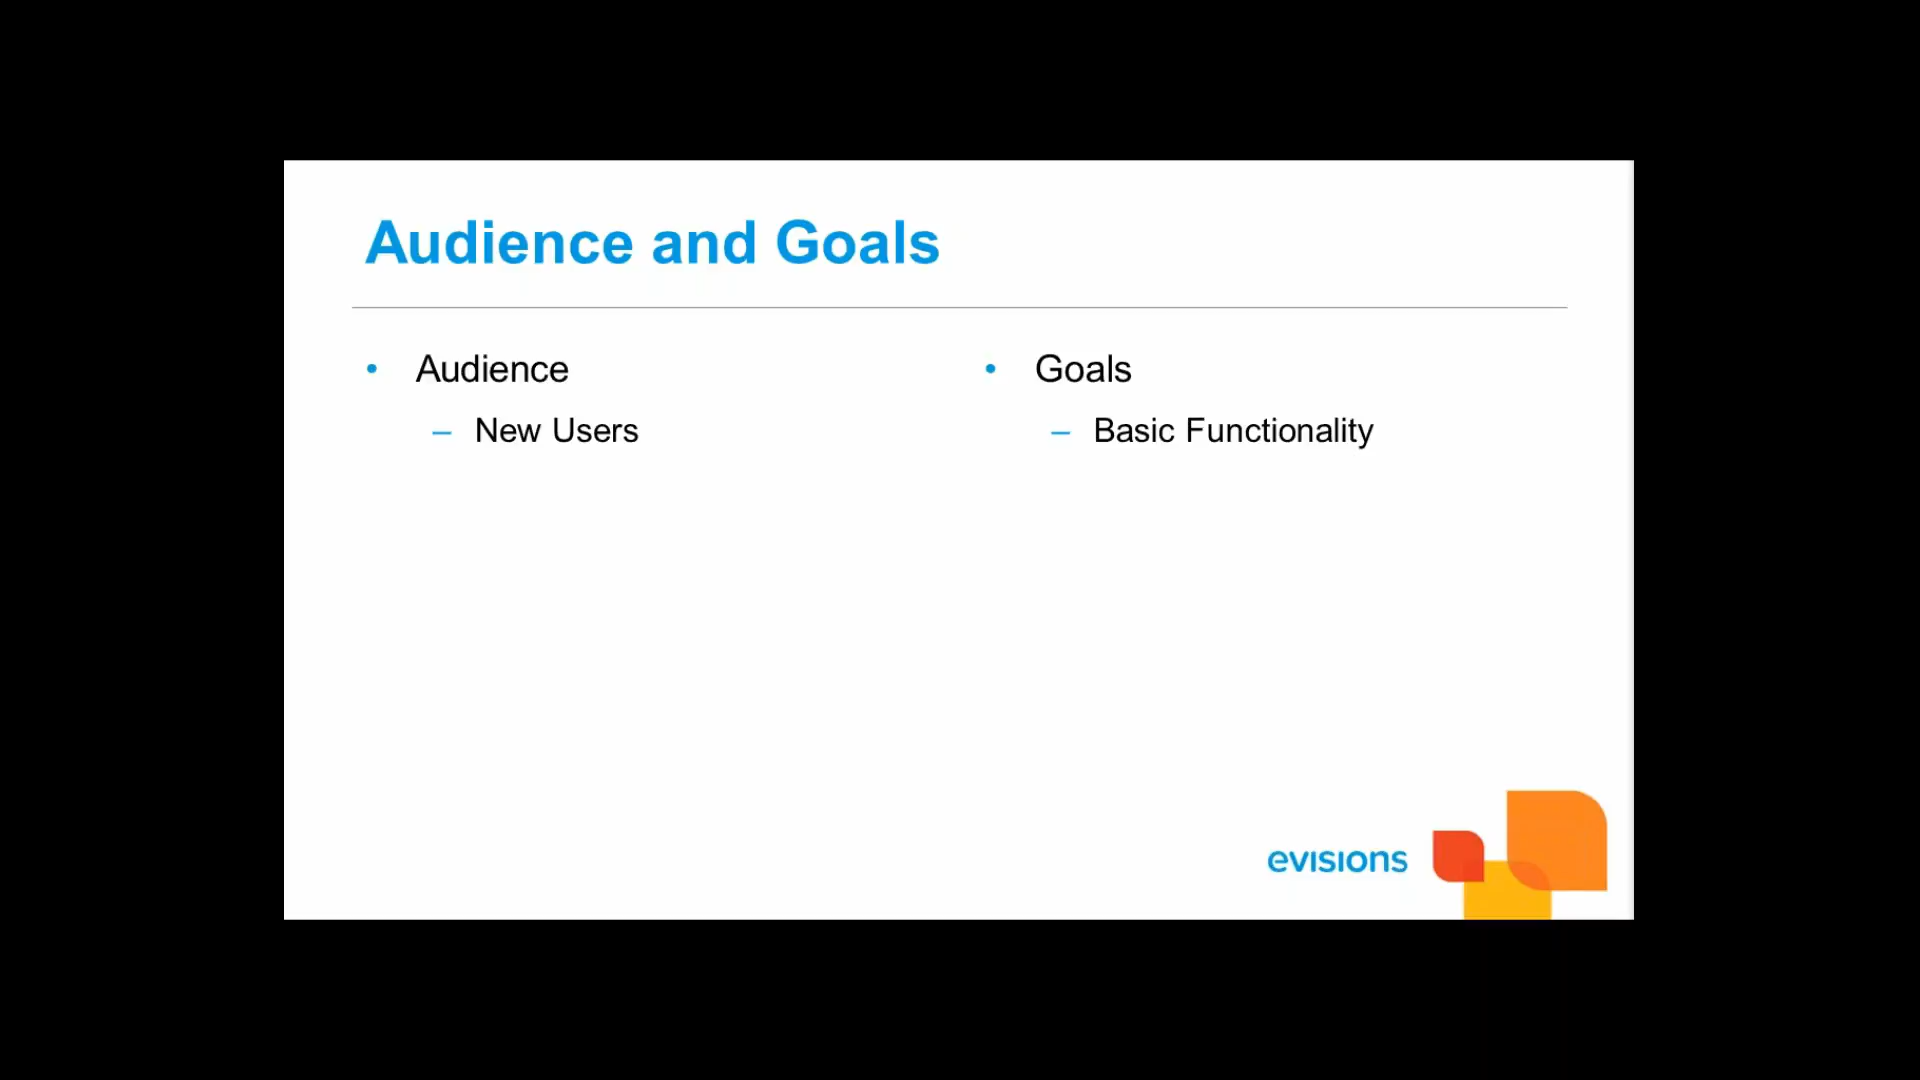 Audience and Goals
• Audience
– New Users
• Goals
– Basic Functionality
evisions